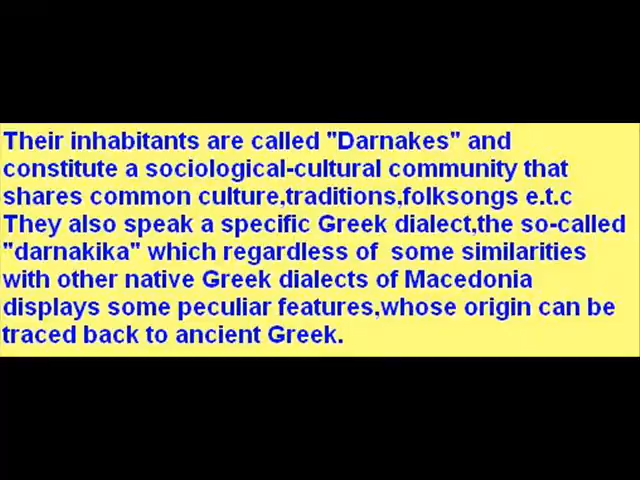 Their inhabitants are called "Darnakes" and
constitute a sociological-cultural community that
shares common culture,traditions,folksongs e.t.c
They also speak a specific Greek dialect,the so-called
"darnakika" which regardless of  some similarities
with other native Greek dialects of Macedonia
displays some peculiar features,whose origin can be
traced back to ancient Greek.